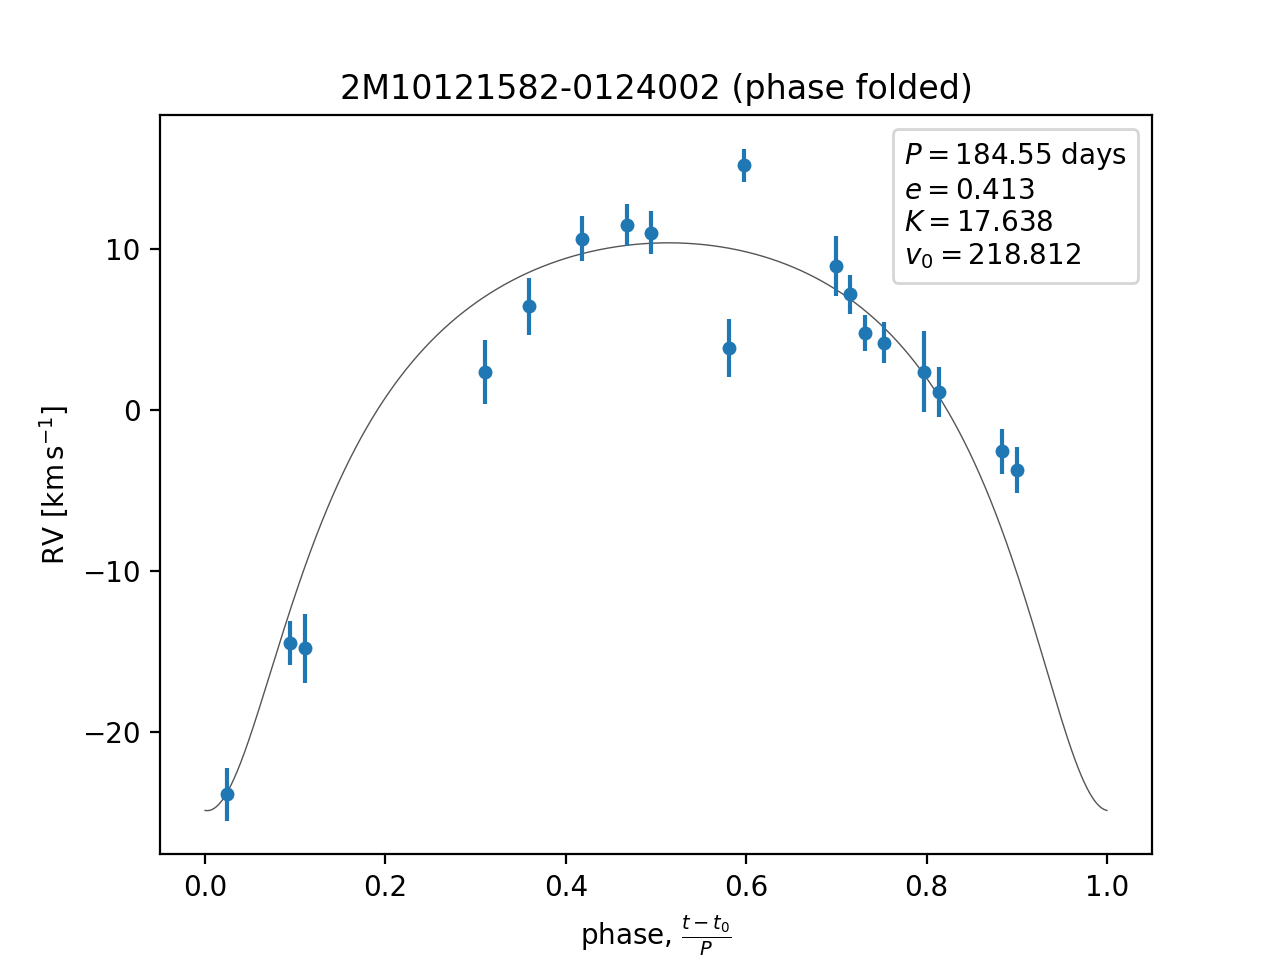 2M10121582-0124002 (phase folded)
P = 184.55 days
e = 0.413
K = 17.638
v₀ = 218.812
10
0
−10
−20
RV [km s⁻¹]
0.0 0.2 0.4 0.6 0.8 1.0
phase, (t − t₀)/P